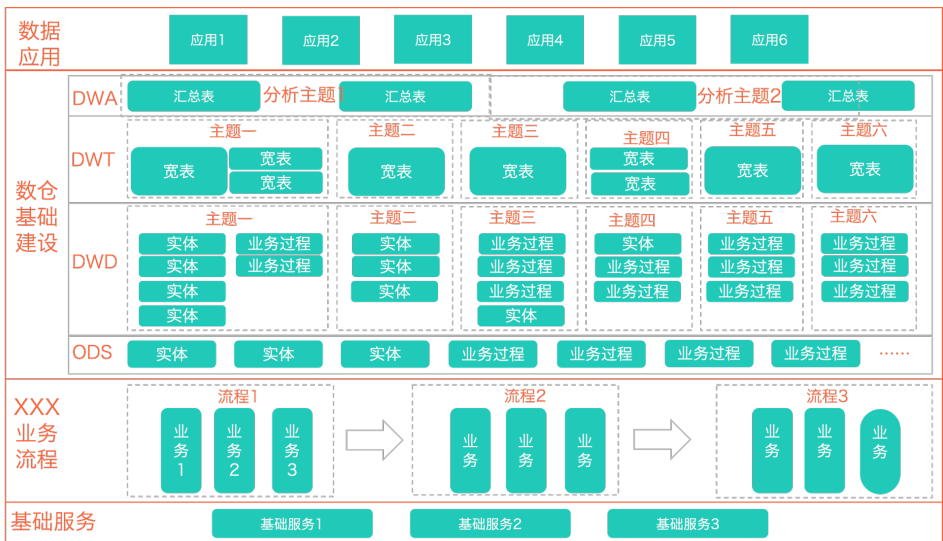 数据
应用
应用1
应用2
应用3
应用4
应用5
应用6
数仓
基础
建设
DWA
汇总表
分析主题1
汇总表
汇总表
分析主题2
汇总表
DWT
主题一
宽表
宽表
宽表
主题二
宽表
主题三
宽表
主题四
宽表
宽表
主题五
宽表
主题六
宽表
DWD
主题一
实体
业务过程
实体
业务过程
实体
实体
主题二
实体
实体
实体
主题三
业务过程
业务过程
业务过程
实体
主题四
实体
业务过程
业务过程
主题五
业务过程
业务过程
业务过程
主题六
业务过程
业务过程
业务过程
ODS
实体
实体
实体
业务过程
业务过程
业务过程
业务过程
······
XXX
业务
流程
流程1
业务1
业务2
业务3
流程2
业务
业务
业务
流程3
业务
业务
业务
基础服务
基础服务1
基础服务2
基础服务3